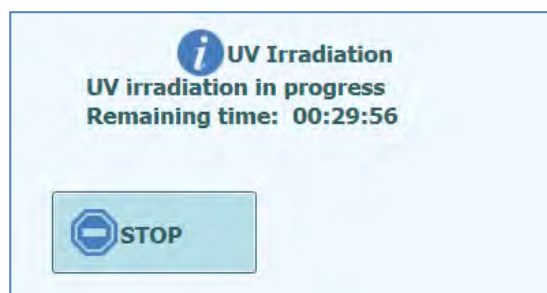 UV Irradiation
UV irradiation in progress
Remaining time: 00:29:56
STOP